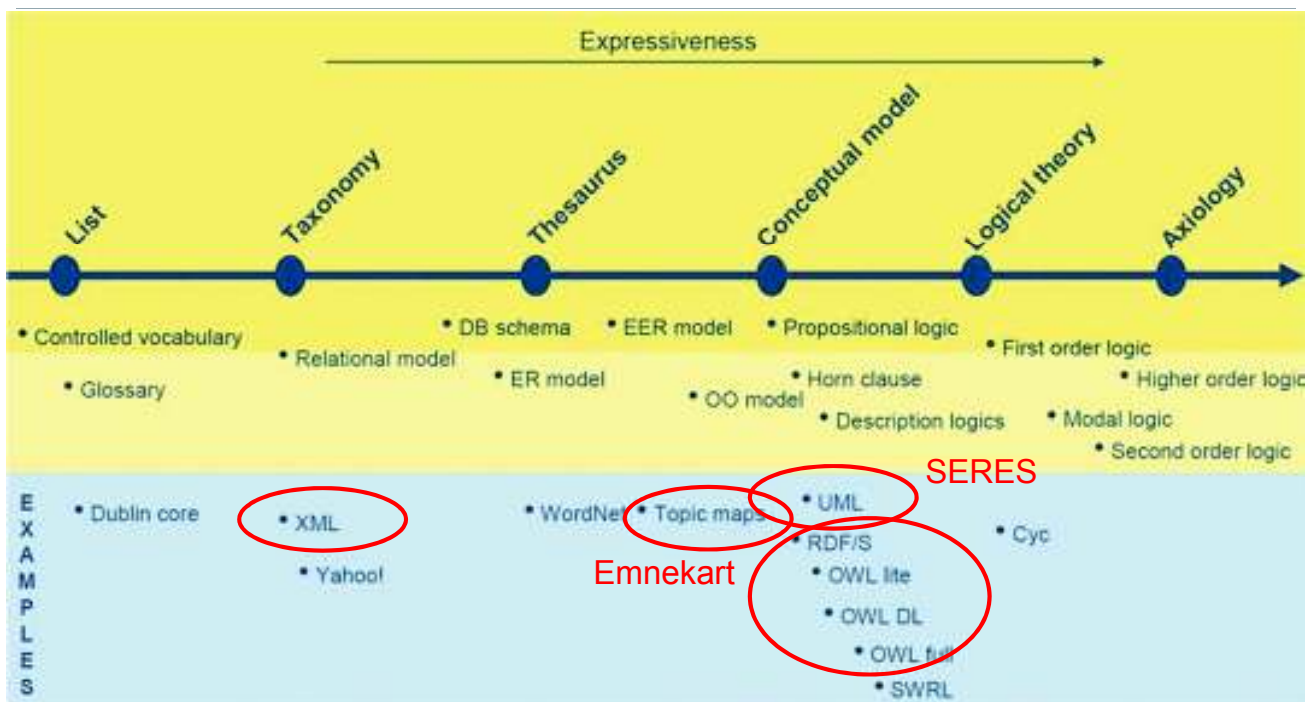 Expressiveness
List
Taxonomy
Thesaurus
Conceptual model
Logical theory
Axiology
• Controlled vocabulary
• Glossary
• Relational model
• DB schema
• ER model
• EER model
• OO model
• Propositional logic
• Horn clause
• Description logics
• First order logic
• Higher order logic
• Modal logic
• Second order logic
EXAMPLES
• Dublin core
• XML
• Yahoo!
• WordNet
• Topic maps
Emnekart
SERES
• UML
• RDF/S
• OWL lite
• OWL DL
• OWL full
• SWRL
• Cyc